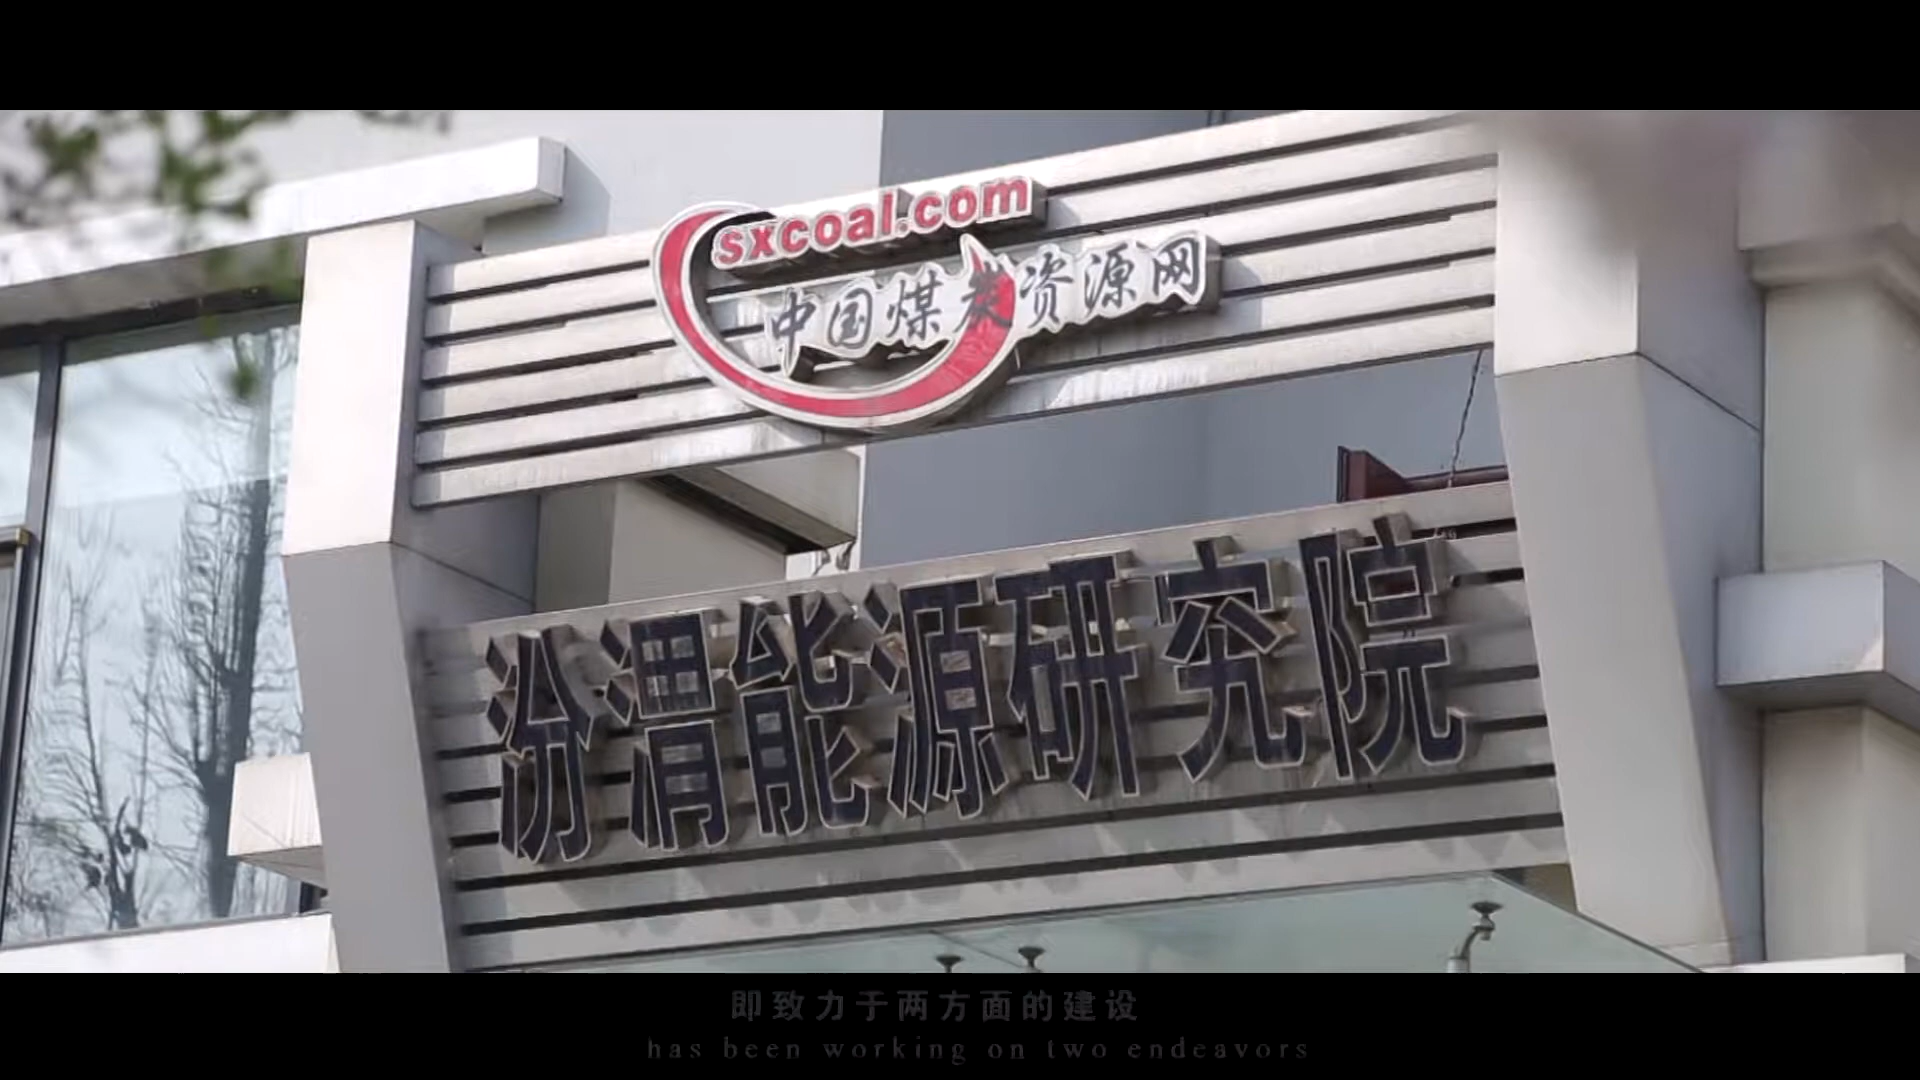 sxcoal.com
中国煤炭资源网
汾渭能源研究院
即致力于两方面的建设
has been working on two endeavors